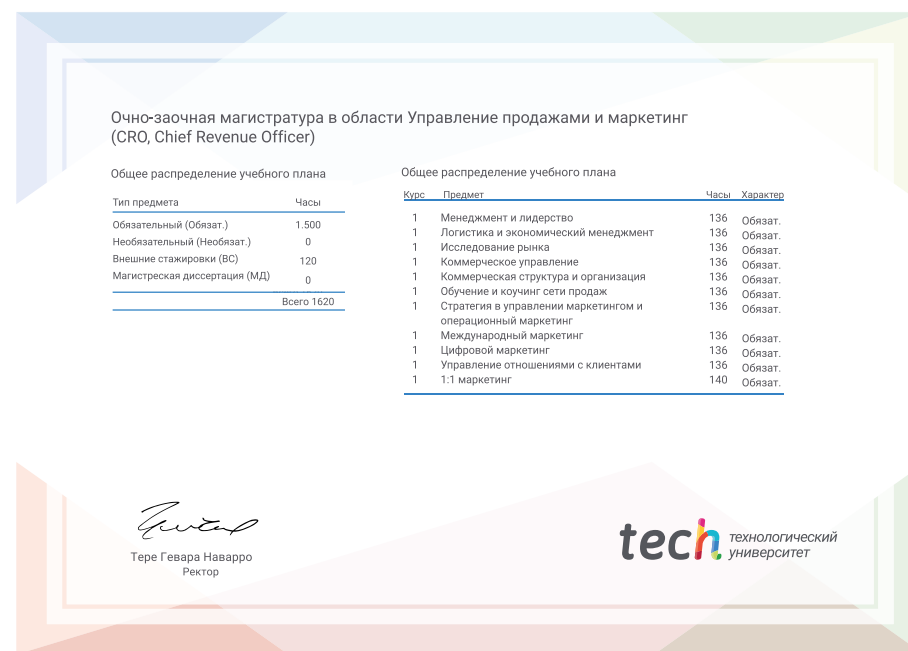 Очно-заочная магистратура в области Управление продажами и маркетинг
(CRO, Chief Revenue Officer)
Общее распределение учебного плана
Тип предмета Часы
Обязательный (Обязат.) 1.500
Необязательный (Необязат.) 0
Внешние стажировки (ВС) 120
Магистреская диссертация (МД) 0
Всего 1620
Общее распределение учебного плана
Курс Предмет Часы Характер
1 Менеджмент и лидерство 136 Обязат.
1 Логистика и экономический менеджмент 136 Обязат.
1 Исследование рынка 136 Обязат.
1 Коммерческое управление 136 Обязат.
1 Коммерческая структура и организация 136 Обязат.
1 Обучение и коучинг сети продаж 136 Обязат.
1 Стратегия в управлении маркетингом и 136 Обязат.
операционный маркетинг
1 Международный маркетинг 136 Обязат.
1 Цифровой маркетинг 136 Обязат.
1 Управление отношениями с клиентами 136 Обязат.
1 1:1 маркетинг 140 Обязат.
Тере Гевара Наварро
Ректор
tech технологический
университет